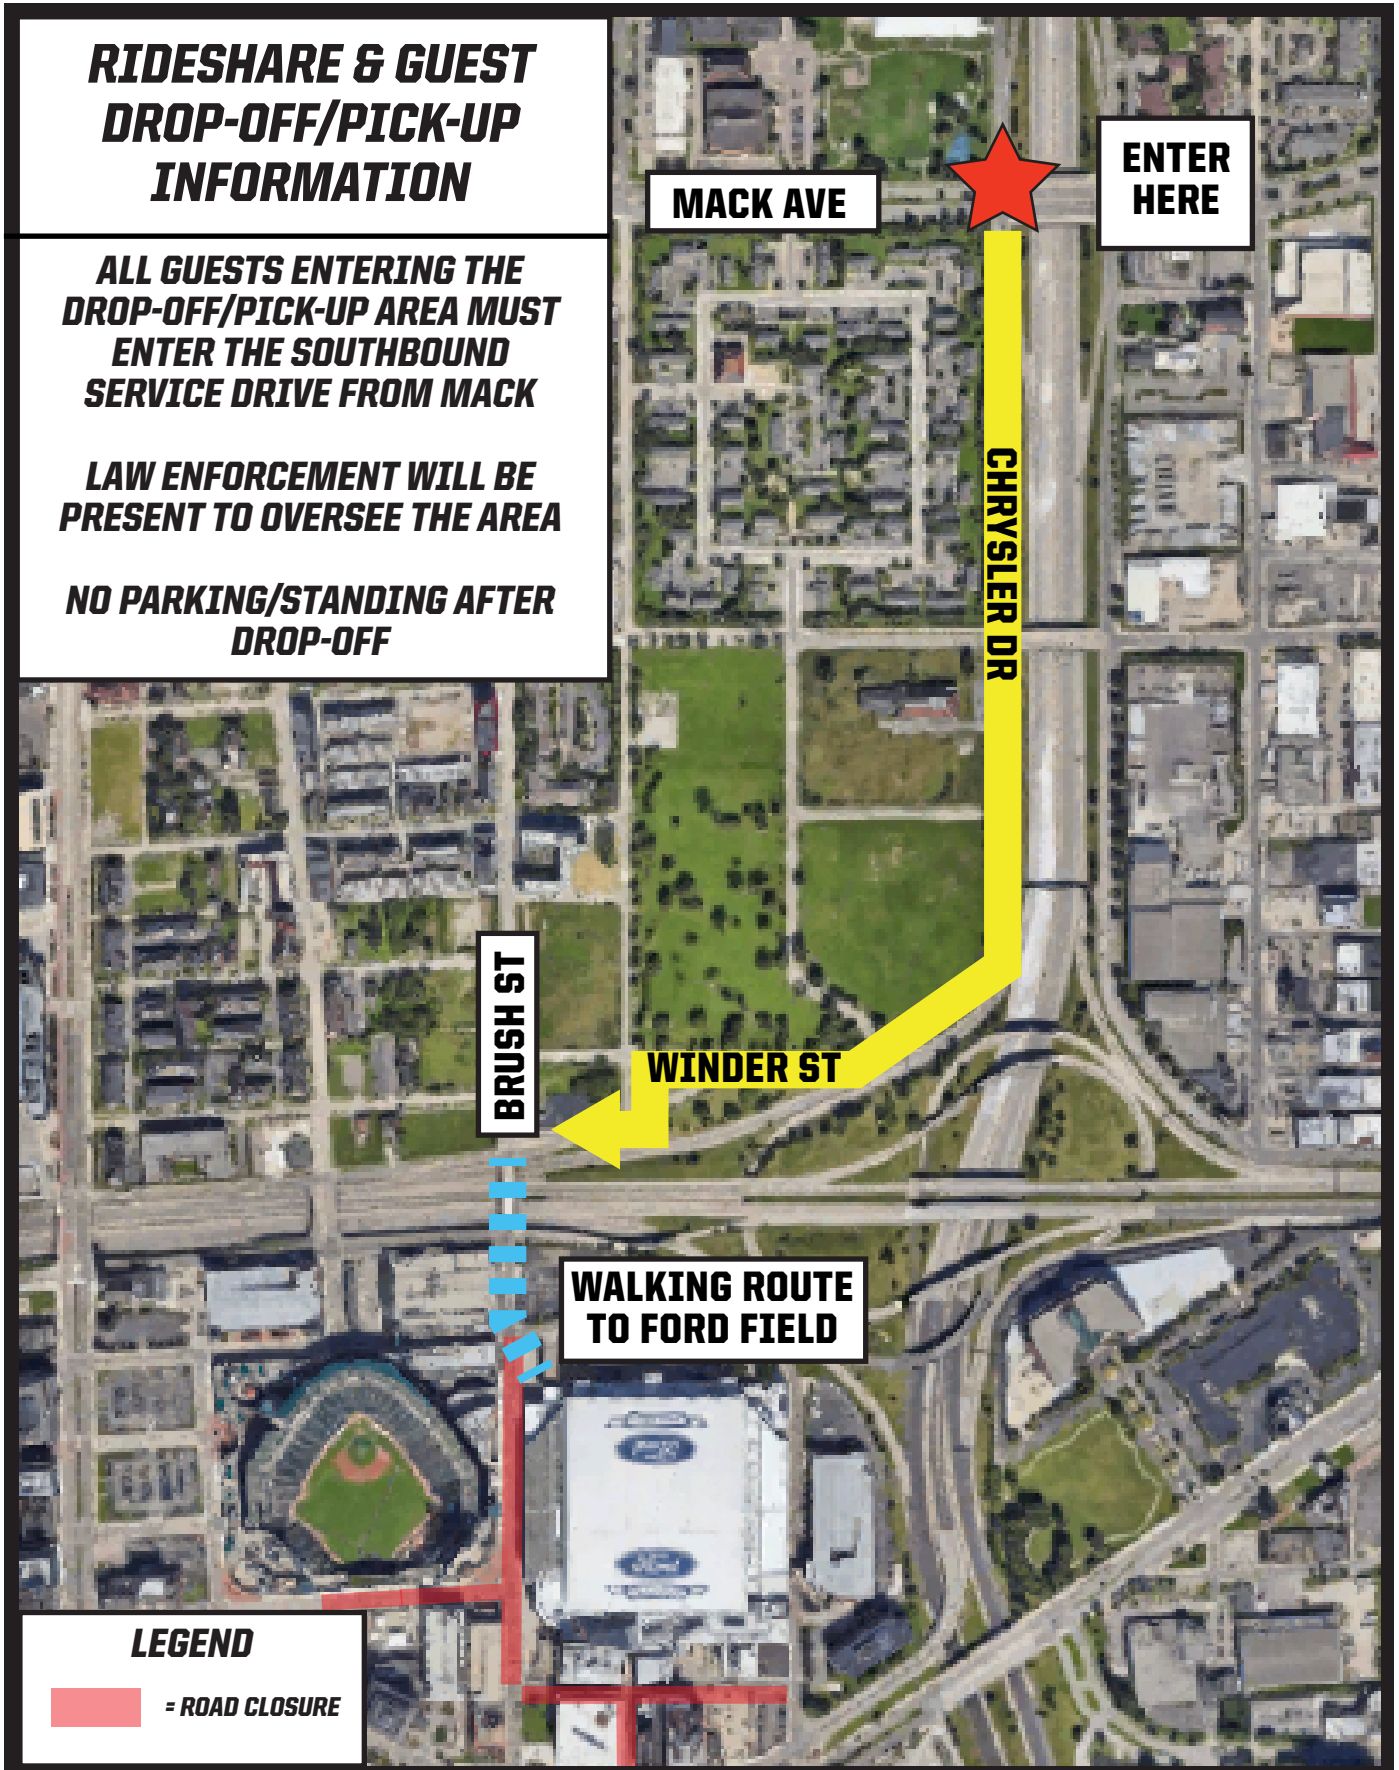 RIDESHARE & GUEST
DROP-OFF/PICK-UP
INFORMATION
ALL GUESTS ENTERING THE
DROP-OFF/PICK-UP AREA MUST
ENTER THE SOUTHBOUND
SERVICE DRIVE FROM MACK
LAW ENFORCEMENT WILL BE
PRESENT TO OVERSEE THE AREA
NO PARKING/STANDING AFTER
DROP-OFF
MACK AVE
ENTER
HERE
CHRYSLER DR
BRUSH ST
WINDER ST
WALKING ROUTE
TO FORD FIELD
LEGEND
= ROAD CLOSURE